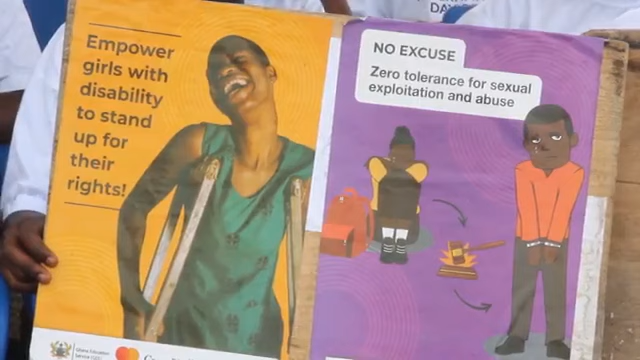 Empower
girls with
disability
to stand
up for
their
rights!
NO EXCUSE
Zero tolerance for sexual
exploitation and abuse